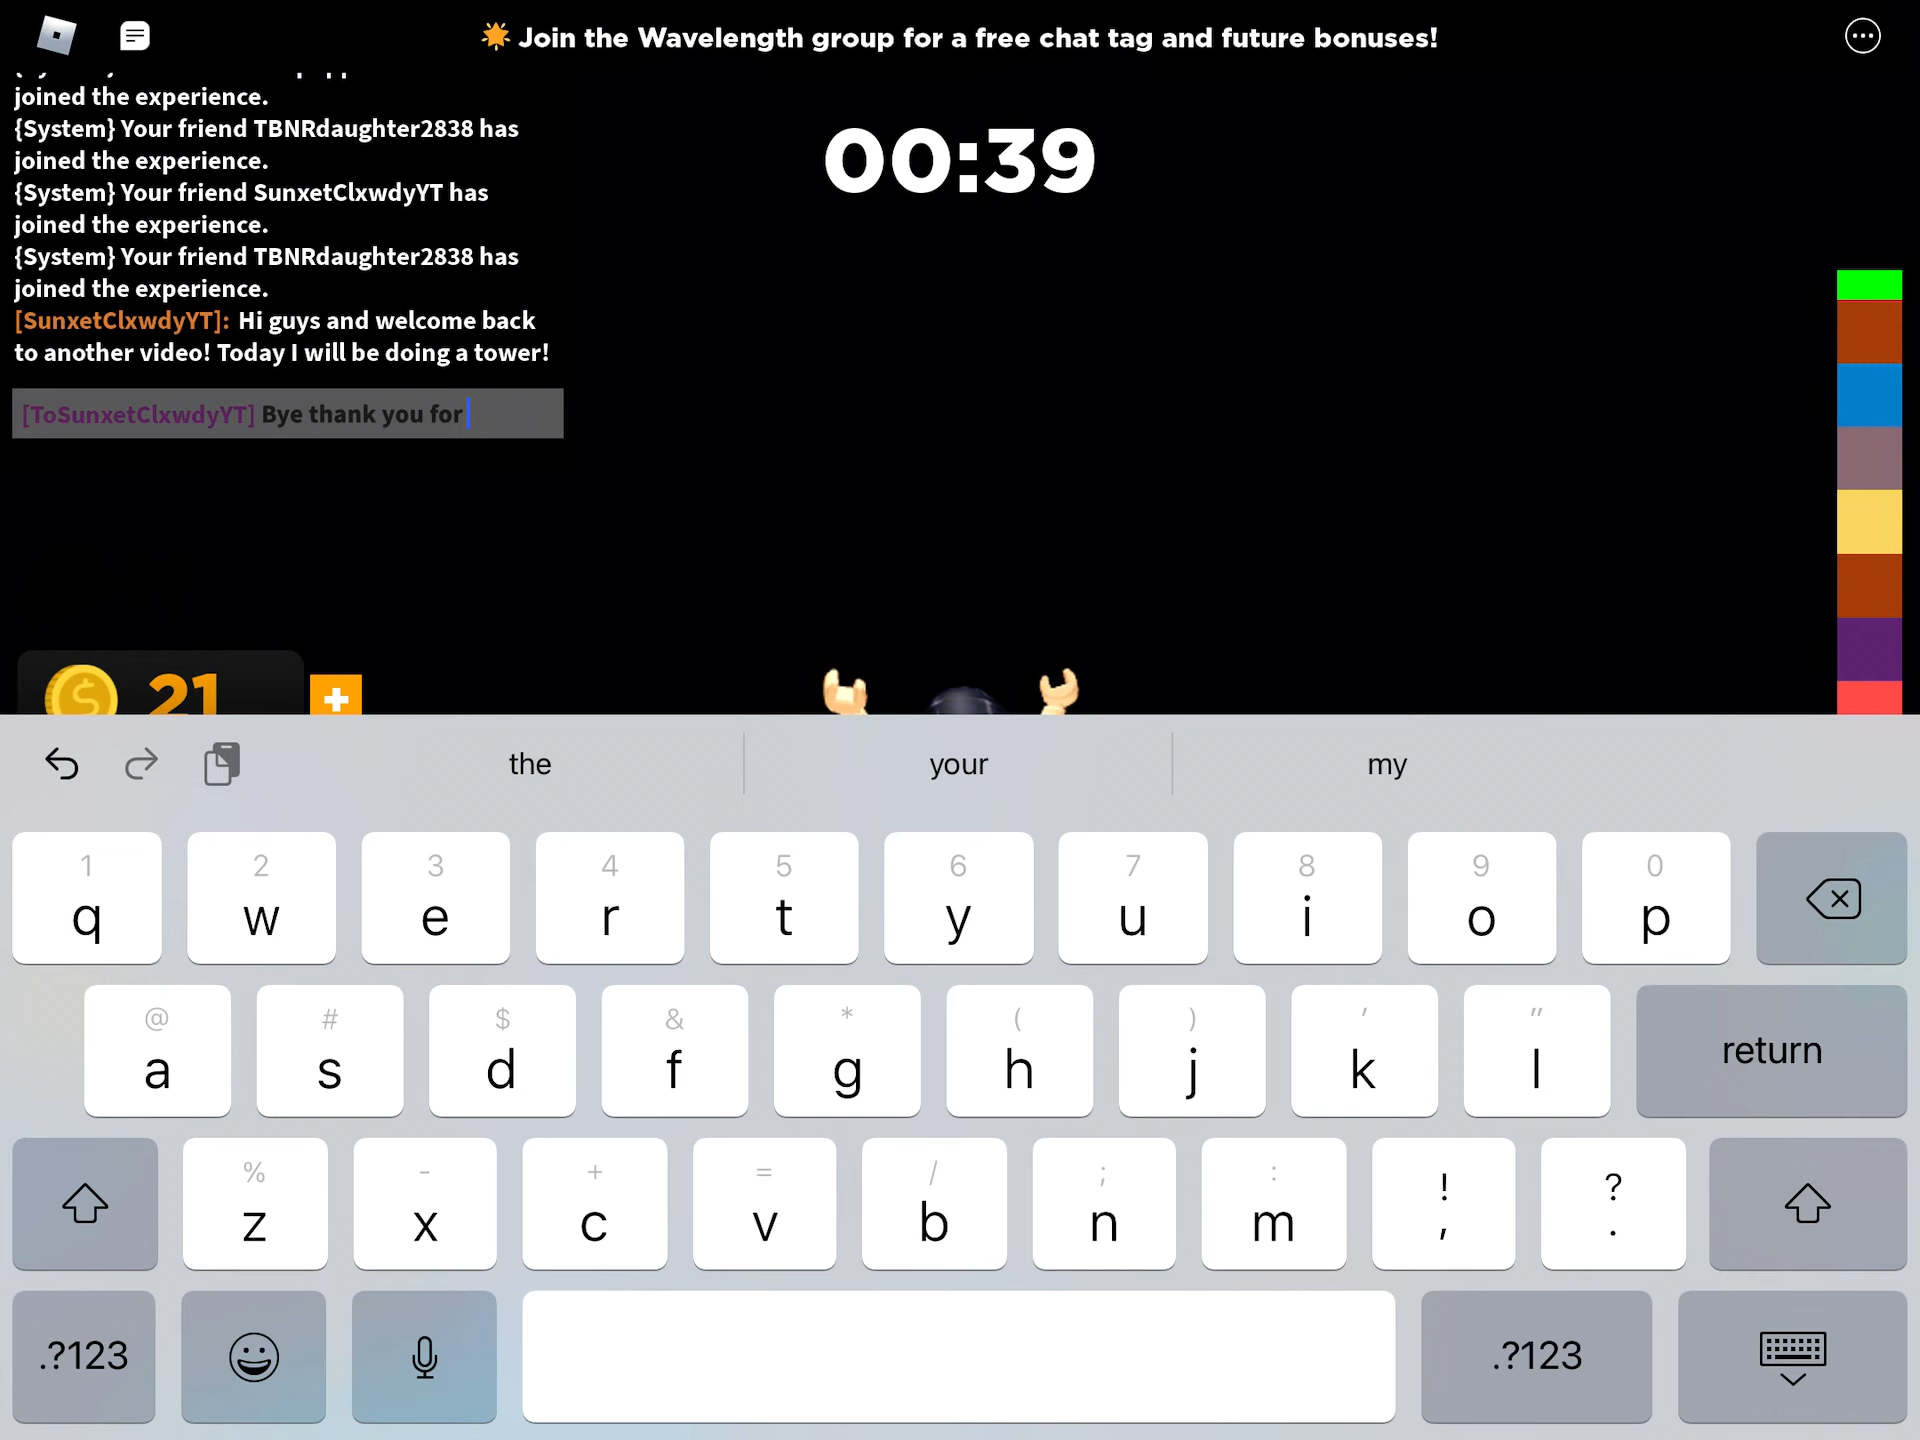 Join the Wavelength group for a free chat tag and future bonuses!
joined the experience.
{System} Your friend TBNRdaughter2838 has
joined the experience.
{System} Your friend SunxetClxwdyYT has
joined the experience.
{System} Your friend TBNRdaughter2838 has
joined the experience.
[SunxetClxwdyYT]: Hi guys and welcome back
to another video! Today I will be doing a tower!
[ToSunxetClxwdyYT] Bye thank you for
00:39
21
the your my
1 2 3 4 5 6 7 8 9 0
q w e r t y u i o p
@ # $ & * ( ) ' "
a s d f g h j k l return
% - + = / ; : ! ?
z x c v b n m , .
.?123 .?123